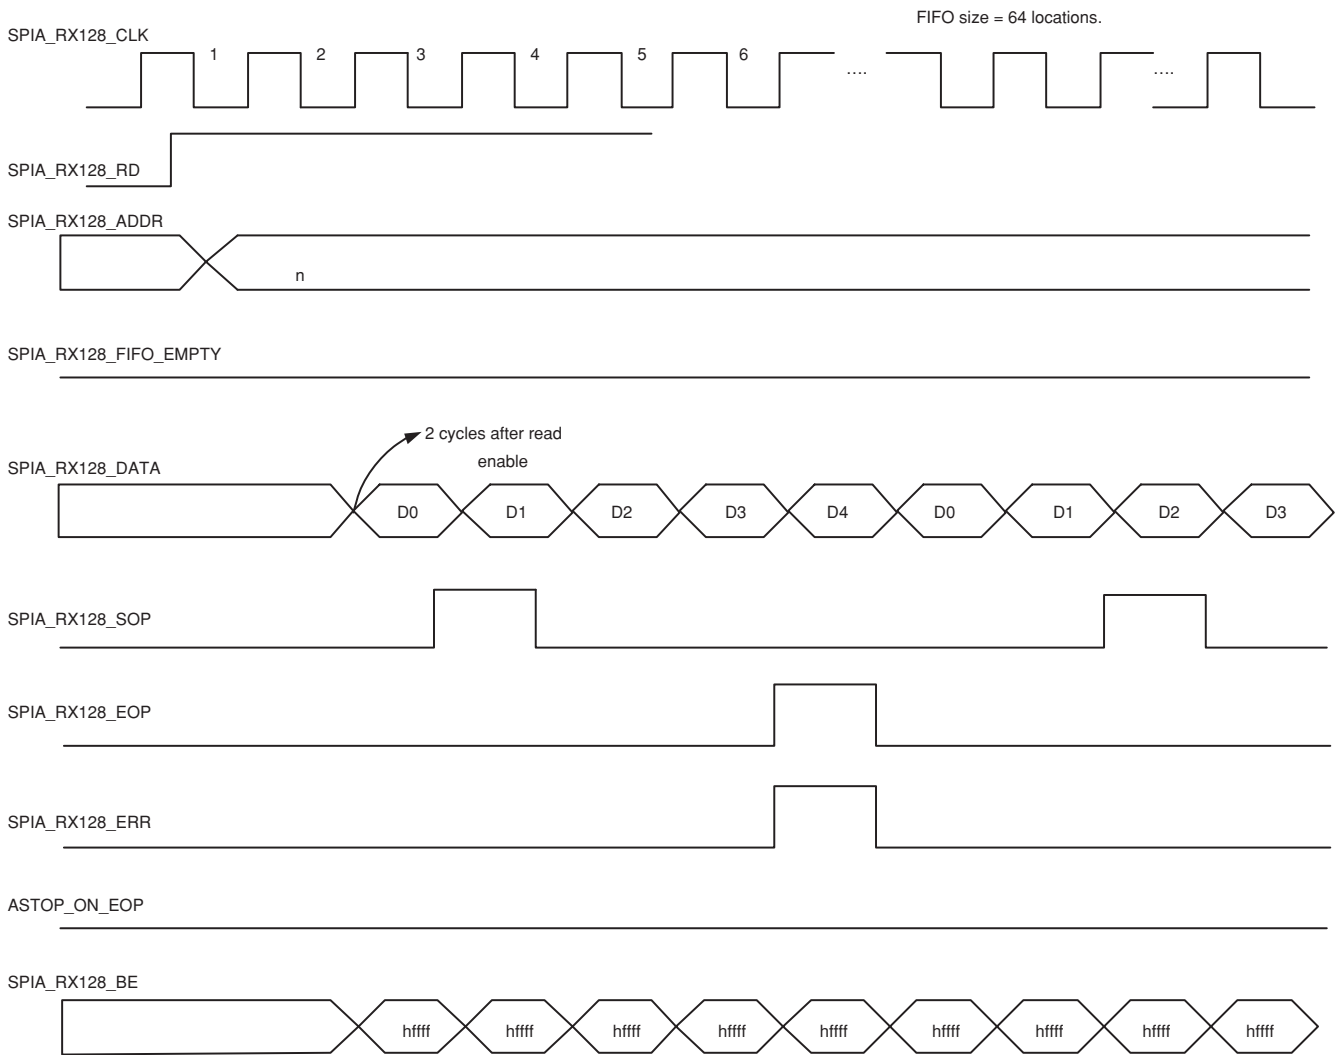 FIFO size = 64 locations.
SPIA_RX128_CLK
1 2 3 4 5 6 .... ....
SPIA_RX128_RD
SPIA_RX128_ADDR
n
SPIA_RX128_FIFO_EMPTY
2 cycles after read
enable
SPIA_RX128_DATA
D0 D1 D2 D3 D4 D0 D1 D2 D3
SPIA_RX128_SOP
SPIA_RX128_EOP
SPIA_RX128_ERR
ASTOP_ON_EOP
SPIA_RX128_BE
hffff hffff hffff hffff hffff hffff hffff hffff hffff